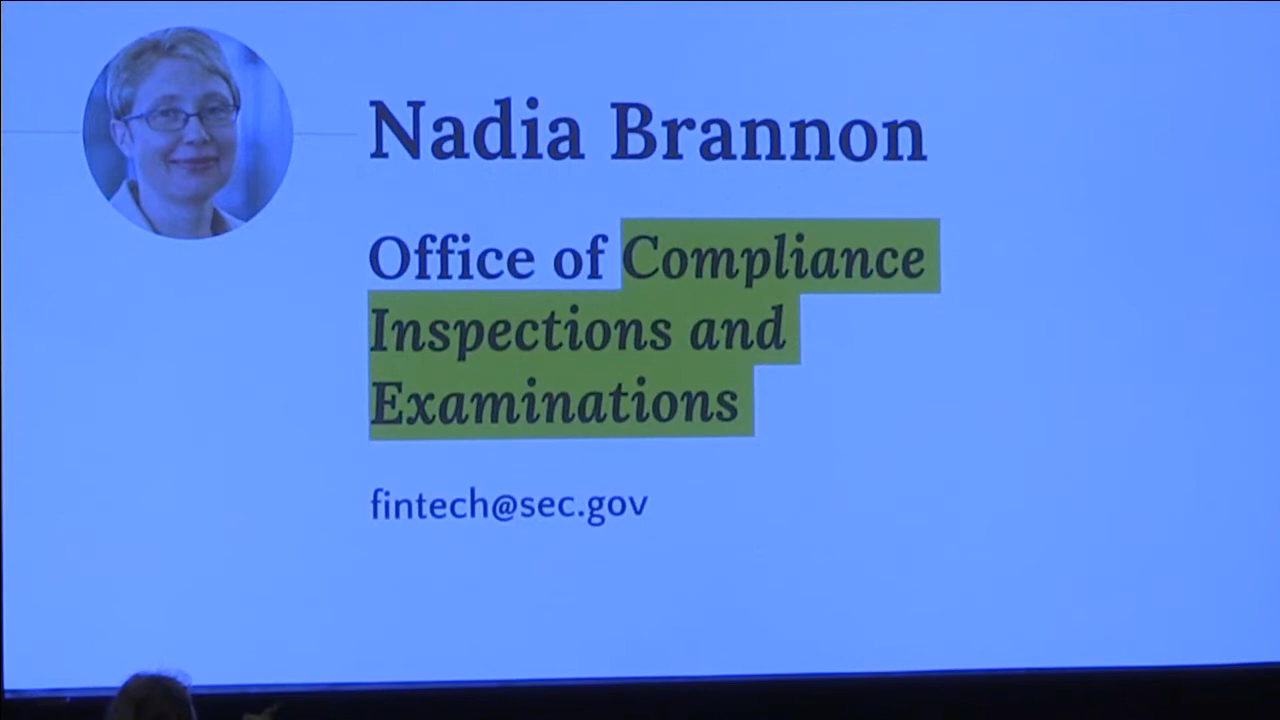 Nadia Brannon
Office of Compliance
Inspections and
Examinations
fintech@sec.gov